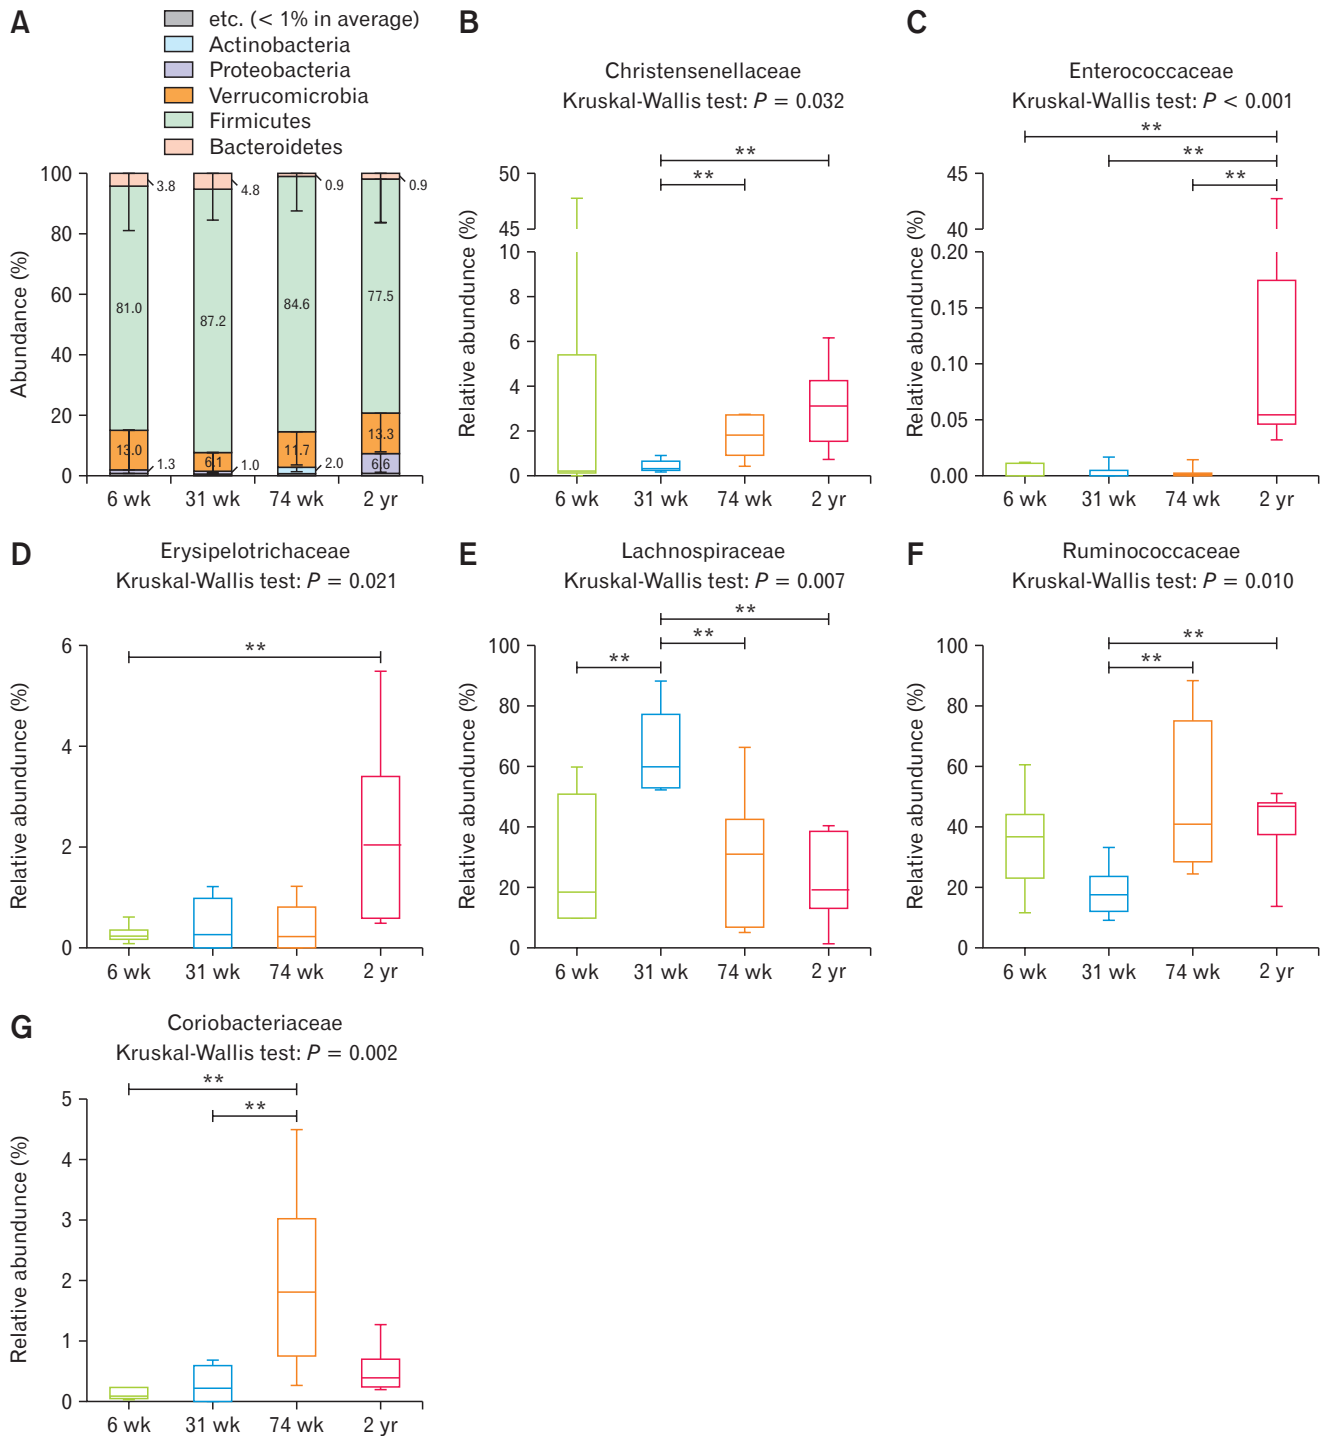 A
etc. (< 1% in average)
Actinobacteria
Proteobacteria
Verrucomicrobia
Firmicutes
Bacteroidetes
Abundance (%)
100
80
60
40
20
0
3.8
4.8
0.9
0.9
81.0
87.2
84.6
77.5
13.0
6.1
11.7
13.3
1.3
1.0
2.0
6.6
6 wk 31 wk 74 wk 2 yr
B
Christensenellaceae
Kruskal-Wallis test: P = 0.032
**
**
Relative abundunce (%)
50
45
10
8
6
4
2
0
6 wk 31 wk 74 wk 2 yr
C
Enterococcaceae
Kruskal-Wallis test: P < 0.001
**
**
**
Relative abundunce (%)
45
40
0.20
0.15
0.10
0.05
0.00
6 wk 31 wk 74 wk 2 yr
D
Erysipelotrichaceae
Kruskal-Wallis test: P = 0.021
**
Relative abundunce (%)
6
4
2
0
6 wk 31 wk 74 wk 2 yr
E
Lachnospiraceae
Kruskal-Wallis test: P = 0.007
**
**
**
Relative abundunce (%)
100
80
60
40
20
0
6 wk 31 wk 74 wk 2 yr
F
Ruminococcaceae
Kruskal-Wallis test: P = 0.010
**
**
Relative abundunce (%)
100
80
60
40
20
0
6 wk 31 wk 74 wk 2 yr
G
Coriobacteriaceae
Kruskal-Wallis test: P = 0.002
**
**
Relative abundunce (%)
5
4
3
2
1
0
6 wk 31 wk 74 wk 2 yr